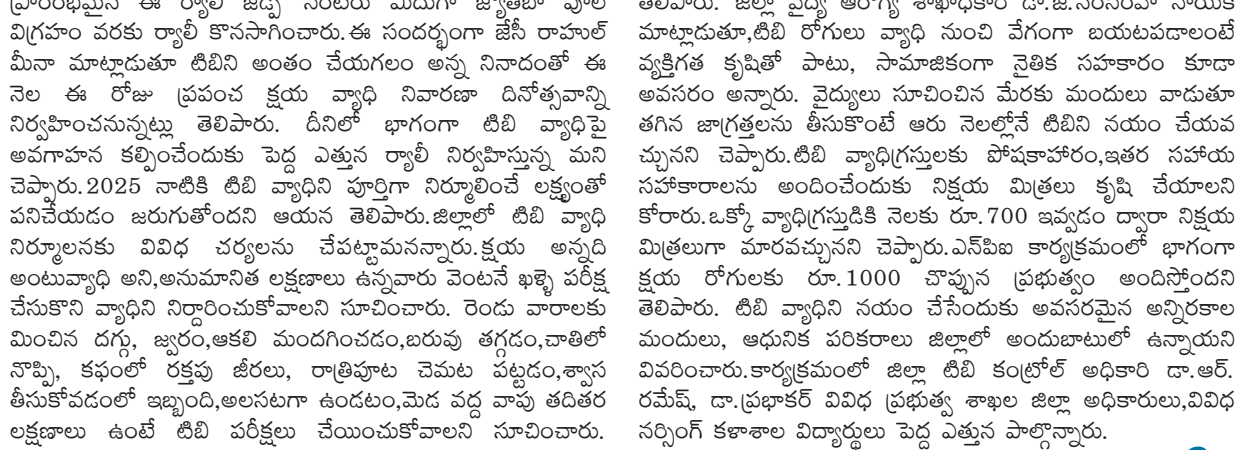 ప్రారంభమైన ఈ ర్యాలీ జడ్పీ సెంటరు మీదుగా జ్యోతిబా పూలే
విగ్రహం వరకు ర్యాలీ కొనసాగించారు.ఈ సందర్భంగా జేసీ రాహుల్
మీనా మాట్లాడుతూ టిబిని అంతం చేయగలం అన్న నినాదంతో ఈ
నెల ఈ రోజు ప్రపంచ క్షయ వ్యాధి నివారణా దినోత్సవాన్ని
నిర్వహించనున్నట్లు తెలిపారు. దీనిలో భాగంగా టిబి వ్యాధిపై
అవగాహన కల్పించేందుకు పెద్ద ఎత్తున ర్యాలీ నిర్వహిస్తున్న మని
చెప్పారు.2025 నాటికి టిబి వ్యాధిని పూర్తిగా నిర్మూలించే లక్ష్యంతో
పనిచేయడం జరుగుతోందని ఆయన తెలిపారు.జిల్లాలో టిబి వ్యాధి
నిర్మూలనకు వివిధ చర్యలను చేపట్టామనన్నారు.క్షయ అన్నది
అంటువ్యాధి అని,అనుమానిత లక్షణాలు ఉన్నవారు వెంటనే ఖళ్ళె పరీక్ష
చేసుకొని వ్యాధిని నిర్దారించుకోవాలని సూచించారు. రెండు వారాలకు
మించిన దగ్గు, జ్వరం,ఆకలి మందగించడం,బరువు తగ్గడం,చాతిలో
నొప్పి, కఫంలో రక్తపు జీరలు, రాత్రిపూట చెమట పట్టడం,శ్వాస
తీసుకోవడంలో ఇబ్బంది,అలసటగా ఉండటం,మెడ వద్ద వాపు తదితర
లక్షణాలు ఉంటే టిబి పరీక్షలు చేయించుకోవాలని సూచించారు.
తెలిపారు. జిల్లా వైద్య ఆరోగ్య శాఖాధికారి డా.జి.నరసింహ నాయక్
మాట్లాడుతూ,టిబి రోగులు వ్యాధి నుంచి వేగంగా బయటపడాలంటే
వ్యక్తిగత కృషితో పాటు, సామాజికంగా నైతిక సహకారం కూడా
అవసరం అన్నారు. వైద్యులు సూచించిన మేరకు మందులు వాడుతూ
తగిన జాగ్రత్తలను తీసుకొంటే ఆరు నెలల్లోనే టిబిని నయం చేయవ
చ్చునని చెప్పారు.టిబి వ్యాధిగ్రస్తులకు పోషకాహారం,ఇతర సహాయ
సహాకారాలను అందించేందుకు నిక్షయ మిత్రలు కృషి చేయాలని
కోరారు.ఒక్కో వ్యాధిగ్రస్తుడికి నెలకు రూ.700 ఇవ్వడం ద్వారా నిక్షయ
మిత్రలుగా మారవచ్చునని చెప్పారు.ఎన్‌పిఐ కార్యక్రమంలో భాగంగా
క్షయ రోగులకు రూ.1000 చొప్పున ప్రభుత్వం అందిస్తోందని
తెలిపారు. టిబి వ్యాధిని నయం చేసేందుకు అవసరమైన అన్నిరకాల
మందులు, ఆధునిక పరికరాలు జిల్లాలో అందుబాటులో ఉన్నాయని
వివరించారు.కార్యక్రమంలో జిల్లా టిబి కంట్రోల్ అధికారి డా.ఆర్.
రమేష్, డా.ప్రభాకర్ వివిధ ప్రభుత్వ శాఖల జిల్లా అధికారులు,వివిధ
నర్సింగ్ కళాశాల విద్యార్థులు పెద్ద ఎత్తున పాల్గొన్నారు.